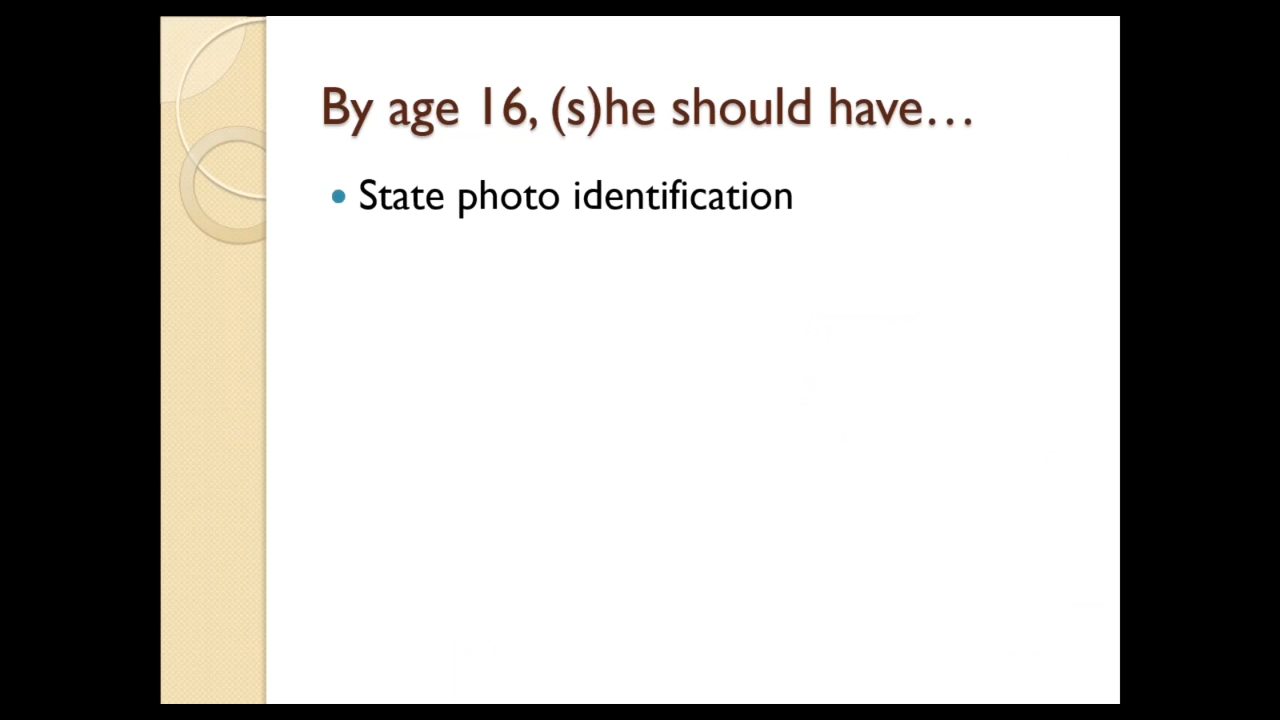 By age 16, (s)he should have…
• State photo identification